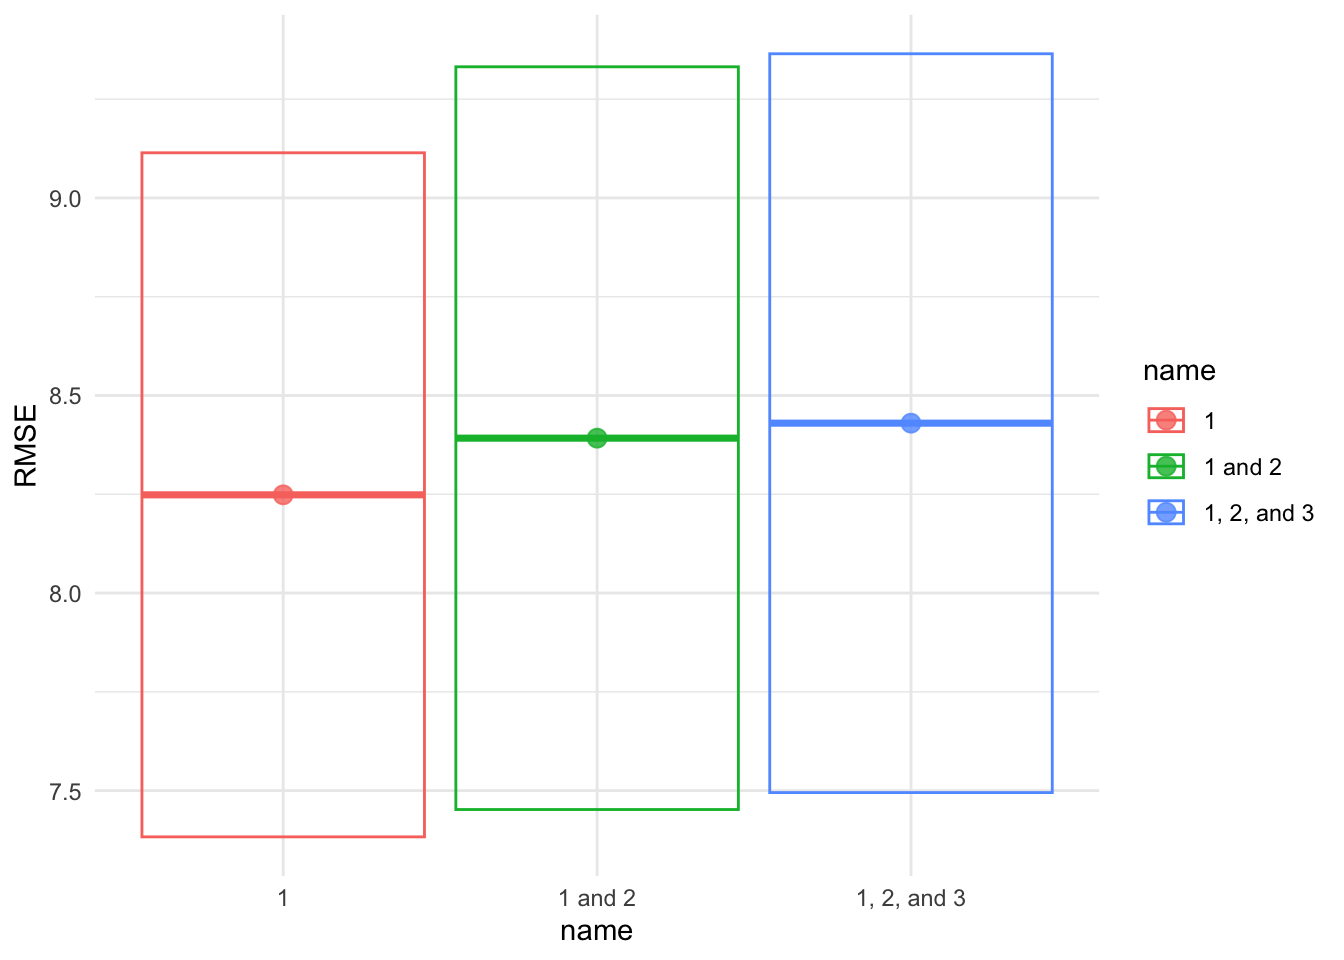 RMSE
9.0
8.5
8.0
7.5
1
1 and 2
1, 2, and 3
name
name
1
1 and 2
1, 2, and 3